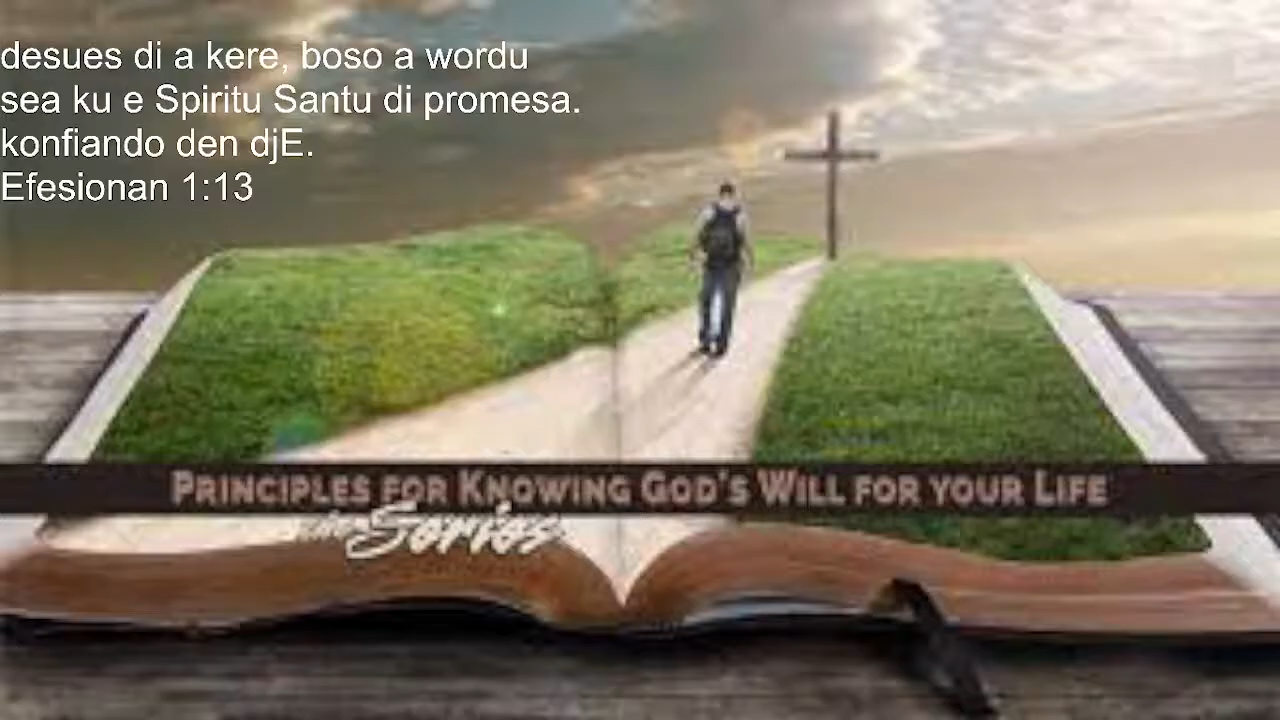 desues di a kere, boso a wordu
sea ku e Spiritu Santu di promesa.
konfiando den djE.
Efesionan 1:13
PRINCIPLES FOR KNOWING GOD'S WILL FOR YOUR LIFE
Series